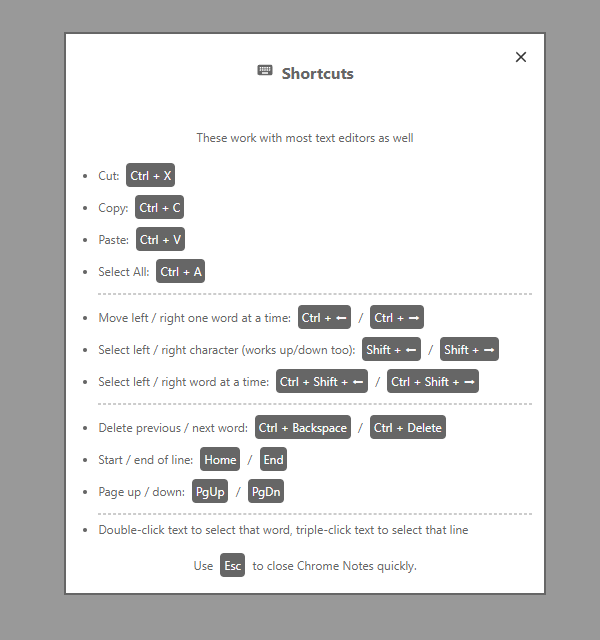 Shortcuts
These work with most text editors as well
Cut: Ctrl + X
Copy: Ctrl + C
Paste: Ctrl + V
Select All: Ctrl + A
Move left / right one word at a time: Ctrl + ← / Ctrl + →
Select left / right character (works up/down too): Shift + ← / Shift + →
Select left / right word at a time: Ctrl + Shift + ← / Ctrl + Shift + →
Delete previous / next word: Ctrl + Backspace / Ctrl + Delete
Start / end of line: Home / End
Page up / down: PgUp / PgDn
Double-click text to select that word, triple-click text to select that line
Use Esc to close Chrome Notes quickly.